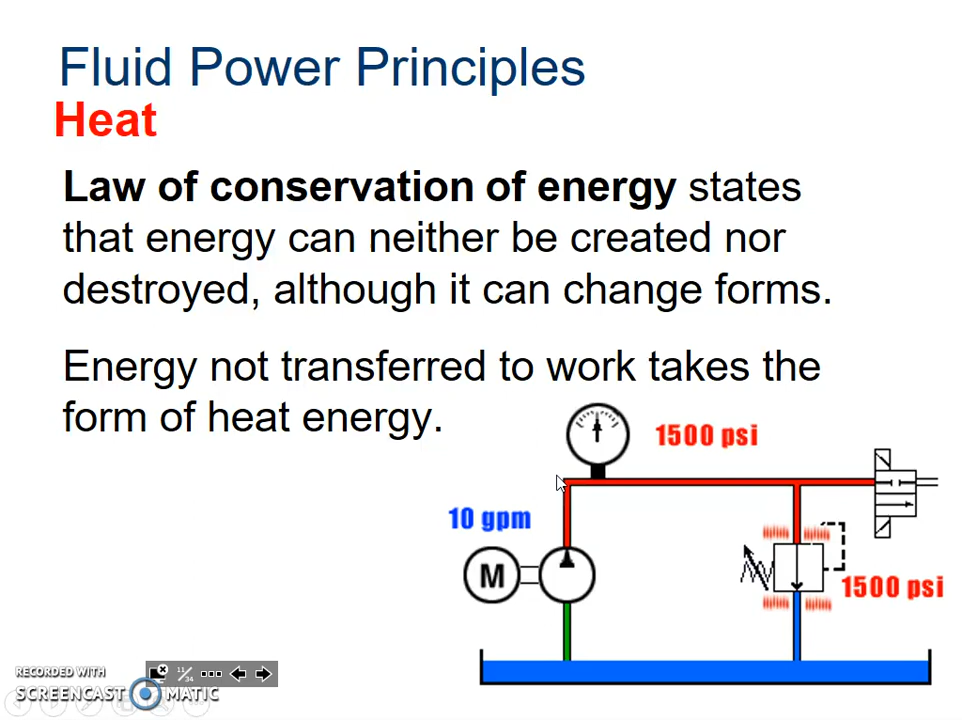 Fluid Power Principles
Heat
Law of conservation of energy states
that energy can neither be created nor
destroyed, although it can change forms.
Energy not transferred to work takes the
form of heat energy.
1500 psi
10 gpm
M
1500 psi
11/34
RECORDED WITH
SCREENCAST MATIC